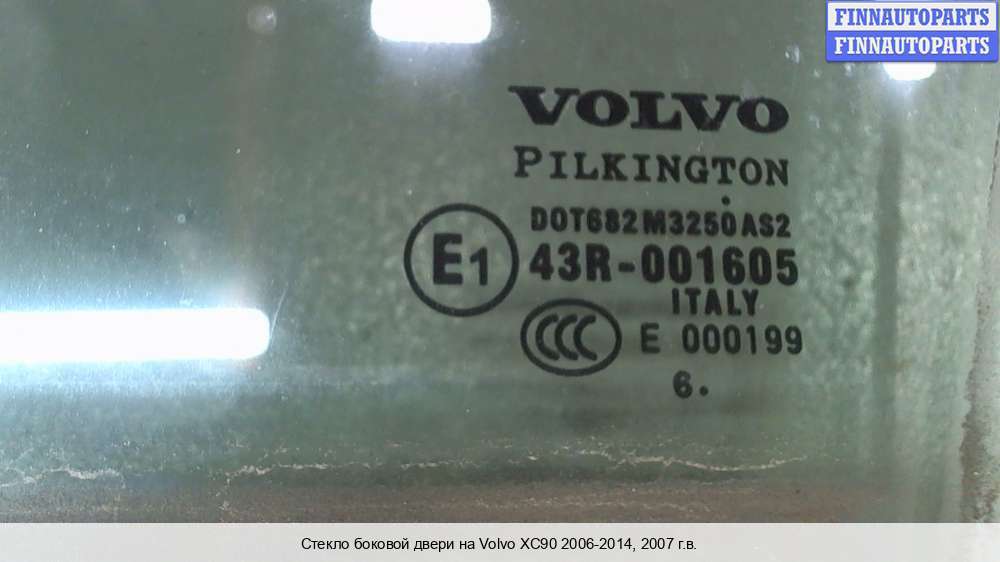 FINNAUTOPARTS
FINNAUTOPARTS
VOLVO
PILKINGTON
DOT682M3250AS2
E1 43R-001605
ITALY
CCC E 000199
6.
Стекло боковой двери на Volvo XC90 2006-2014, 2007 г.в.